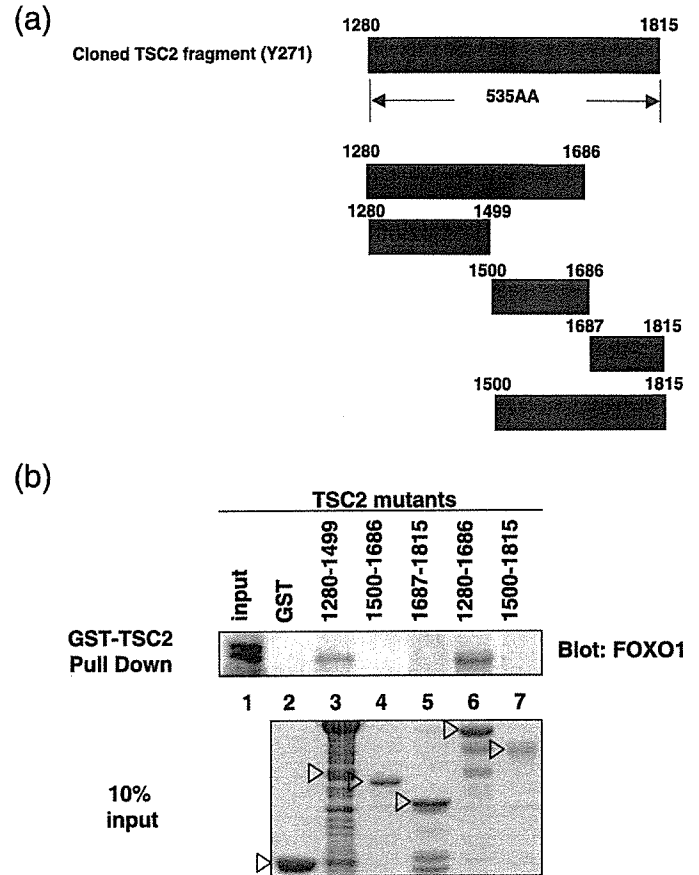 (a)
1280 1815
Cloned TSC2 fragment (Y271)
535AA
1280 1686
1280 1499
1500 1686
1687 1815
1500 1815
(b)
TSC2 mutants
input
GST
1280-1499
1500-1686
1687-1815
1280-1686
1500-1815
GST-TSC2
Pull Down
Blot: FOXO1
1 2 3 4 5 6 7
10%
input